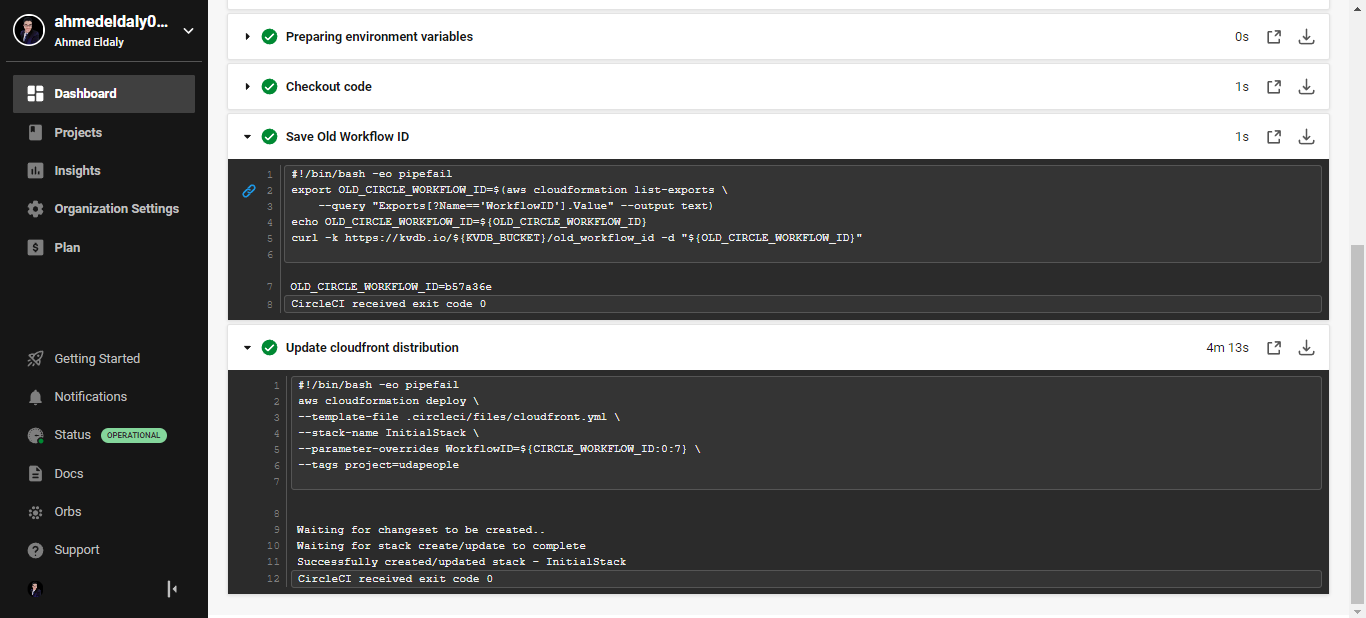 ahmedeldaly0...
Ahmed Eldaly
Dashboard
Projects
Insights
Organization Settings
Plan
Getting Started
Notifications
Status OPERATIONAL
Docs
Orbs
Support
Preparing environment variables 0s
Checkout code 1s
Save Old Workflow ID 1s
1 #!/bin/bash -eo pipefail
2 export OLD_CIRCLE_WORKFLOW_ID=$(aws cloudformation list-exports \
3 --query "Exports[?Name=='WorkflowID'].Value" --output text)
4 echo OLD_CIRCLE_WORKFLOW_ID=${OLD_CIRCLE_WORKFLOW_ID}
5 curl -k https://kvdb.io/${KVDB_BUCKET}/old_workflow_id -d "${OLD_CIRCLE_WORKFLOW_ID}"
6
7 OLD_CIRCLE_WORKFLOW_ID=b57a36e
8 CircleCI received exit code 0
Update cloudfront distribution 4m 13s
1 #!/bin/bash -eo pipefail
2 aws cloudformation deploy \
3 --template-file .circleci/files/cloudfront.yml \
4 --stack-name InitialStack \
5 --parameter-overrides WorkflowID=${CIRCLE_WORKFLOW_ID:0:7} \
6 --tags project=udapeople
7
8
9 Waiting for changeset to be created..
10 Waiting for stack create/update to complete
11 Successfully created/updated stack - InitialStack
12 CircleCI received exit code 0